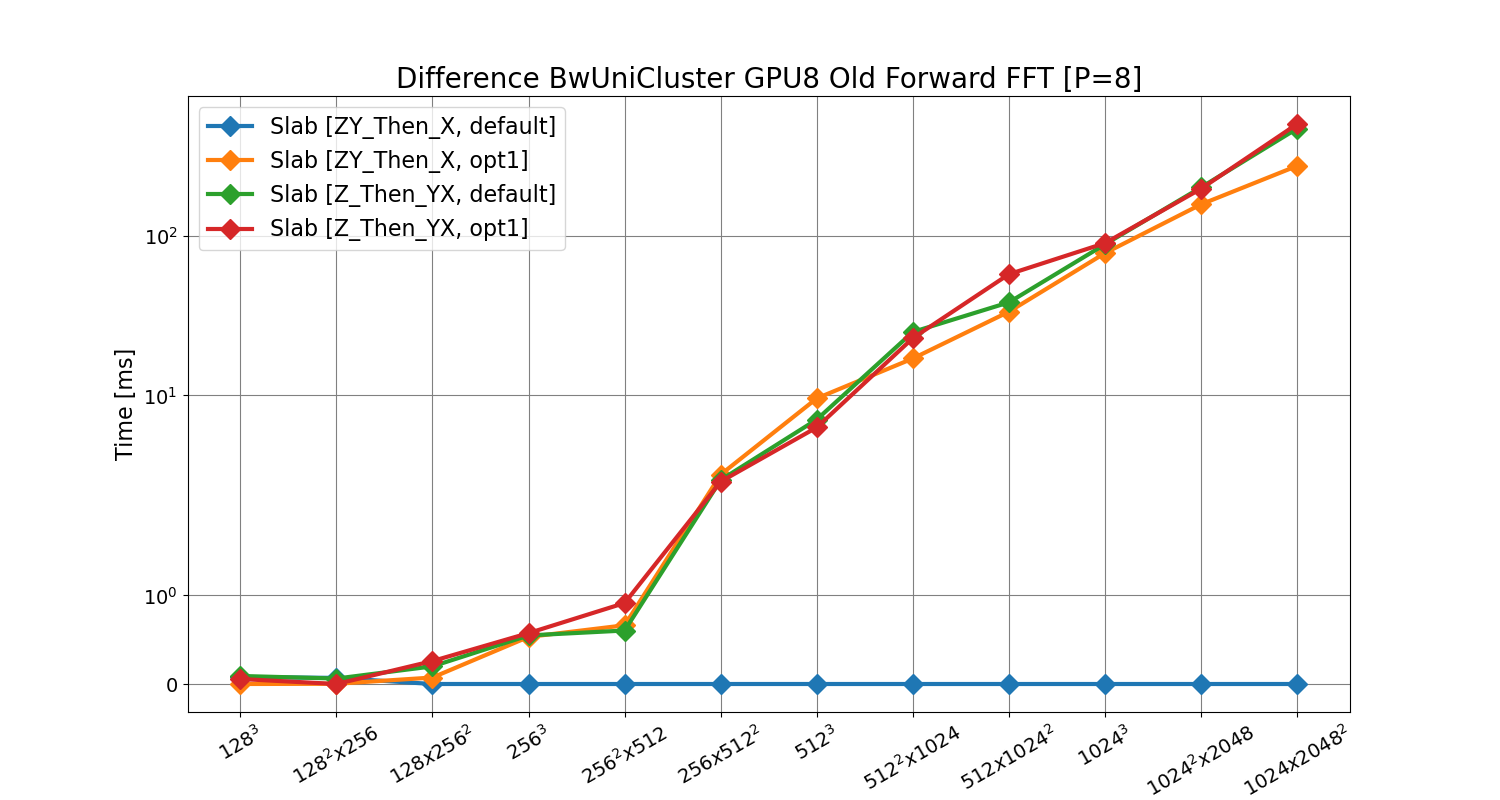 Difference BwUniCluster GPU8 Old Forward FFT [P=8]
Slab [ZY_Then_X, default]
Slab [ZY_Then_X, opt1]
Slab [Z_Then_YX, default]
Slab [Z_Then_YX, opt1]
Time [ms]
10²
10¹
10⁰
0
128³
128²x256
128x256²
256³
256²x512
256x512²
512³
512²x1024
512x1024²
1024³
1024²x2048
1024x2048²